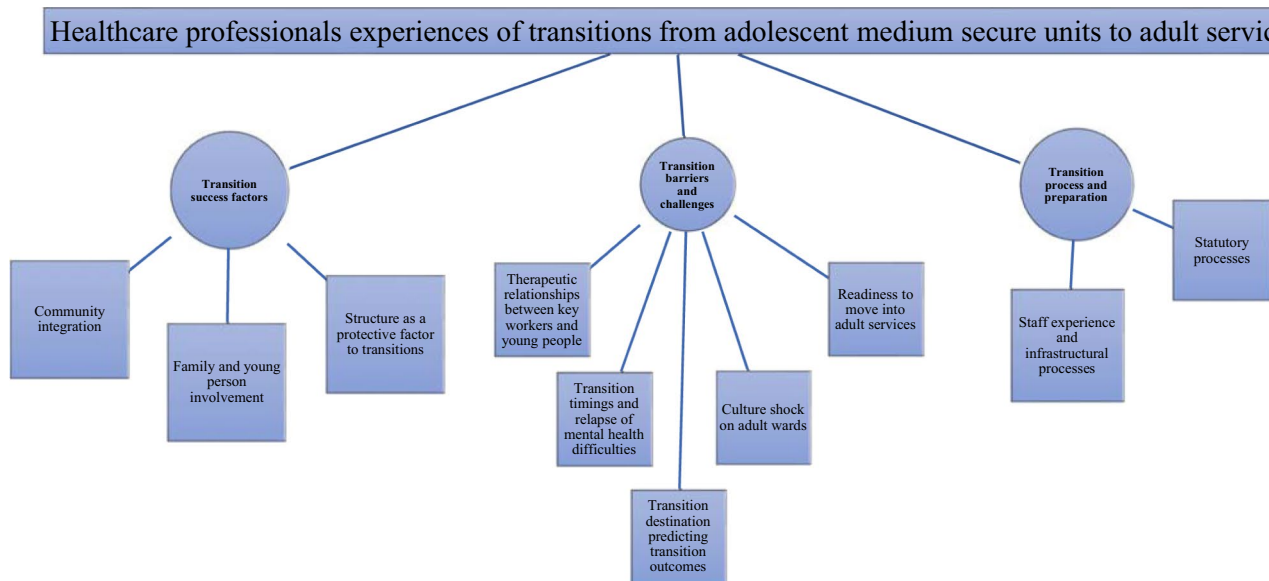 Healthcare professionals experiences of transitions from adolescent medium secure units to adult servic
Transition
success factors
Transition
barriers
and
challenges
Transition
process and
preparation
Community
integration
Family and young
person
involvement
Structure as a
protective factor
to transitions
Therapeutic
relationships
between key
workers and
young people
Transition
timings and
relapse of
mental health
difficulties
Transition
destination
predicting
transition
outcomes
Culture shock
on adult wards
Readiness to
move into
adult services
Staff experience
and
infrastructural
processes
Statutory
processes